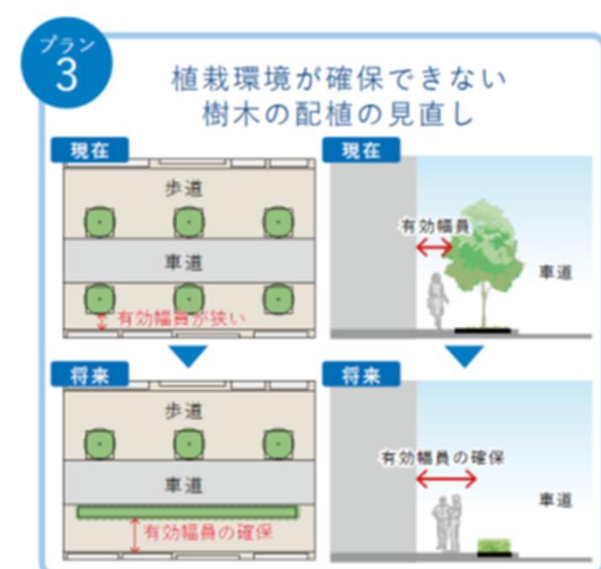 プラン
3
植栽環境が確保できない
樹木の配植の見直し
現在
歩道
車道
有効幅員が狭い
現在
有効幅員
車道
将来
歩道
車道
有効幅員の確保
将来
有効幅員の確保
車道